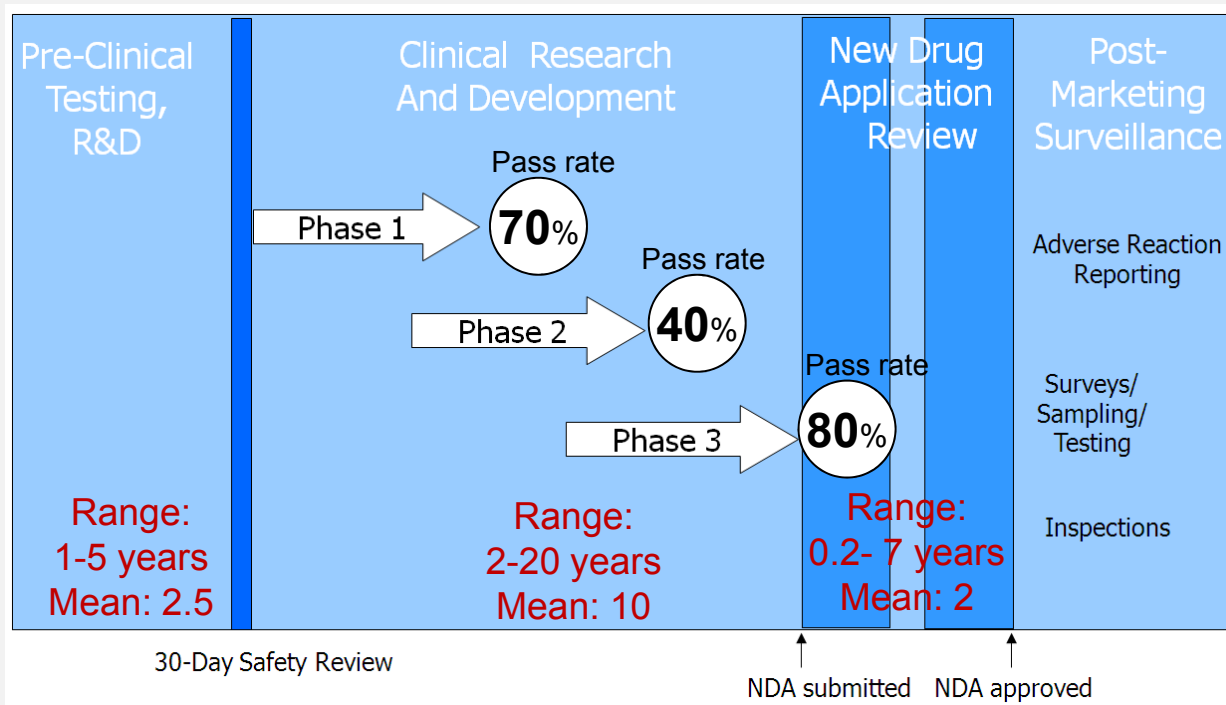 Pre-Clinical
Testing,
R&D
Clinical Research
And Development
New Drug
Application
Review
Post-
Marketing
Surveillance
Pass rate
Phase 1
70%
Pass rate
Phase 2
40%
Pass rate
Phase 3
80%
Adverse Reaction
Reporting
Surveys/
Sampling/
Testing
Inspections
Range:
1-5 years
Mean: 2.5
Range:
2-20 years
Mean: 10
Range:
0.2- 7 years
Mean: 2
30-Day Safety Review
NDA submitted
NDA approved